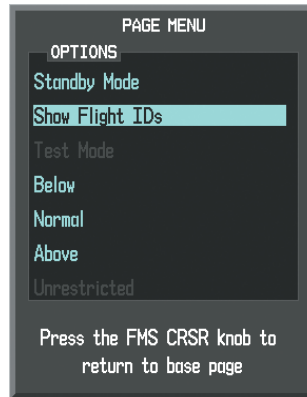 PAGE MENU
OPTIONS
Standby Mode
Show Flight IDs
Test Mode
Below
Normal
Above
Unrestricted
Press the FMS CRSR knob to
return to base page